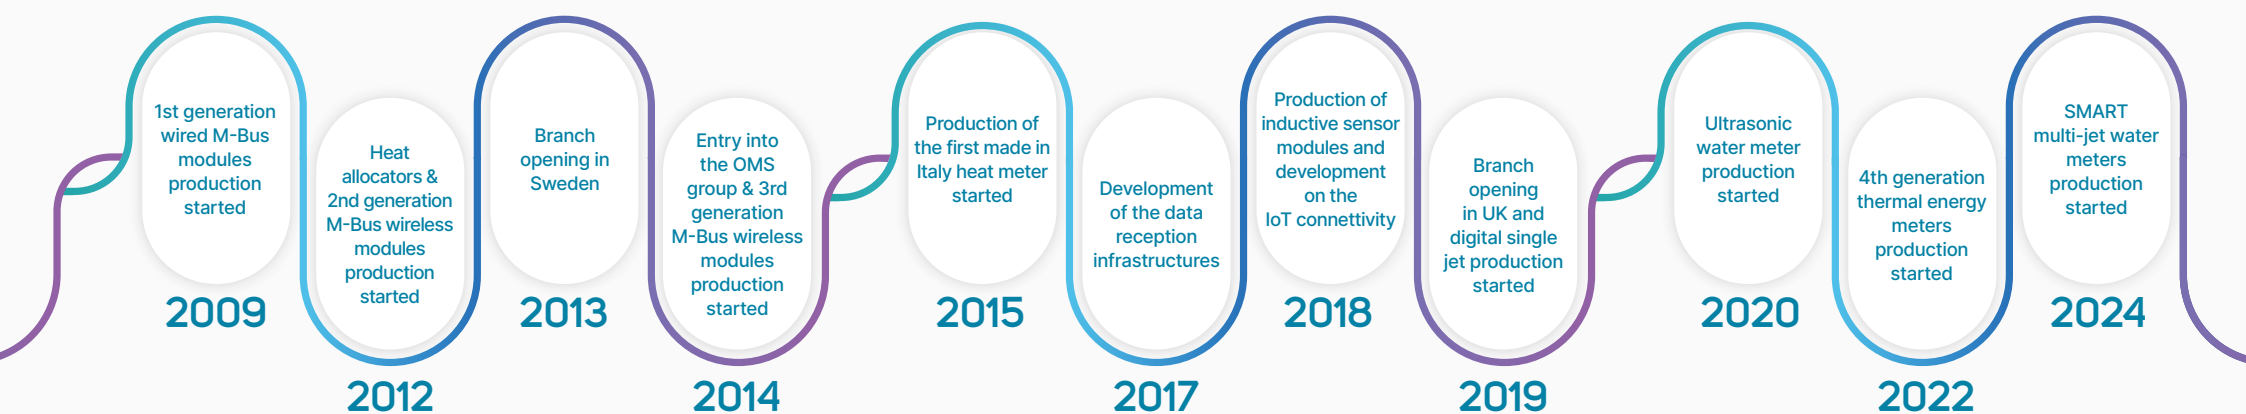 1st generation
wired M-Bus
modules
production
started
2009
Heat
allocators &
2nd generation
M-Bus wireless
modules
production
started
2012
Branch
opening in
Sweden
2013
Entry into
the OMS
group & 3rd
generation
M-Bus wireless
modules
production
started
2014
Production of
the first made in
Italy heat meter
started
2015
Development
of the data
reception
infrastructures
2017
Production of
inductive sensor
modules and
development
on the
IoT connettivity
2018
Branch
opening
in UK and
digital single
jet production
started
2019
Ultrasonic
water meter
production
started
2020
4th generation
thermal energy
meters
production
started
2022
SMART
multi-jet water
meters
production
started
2024